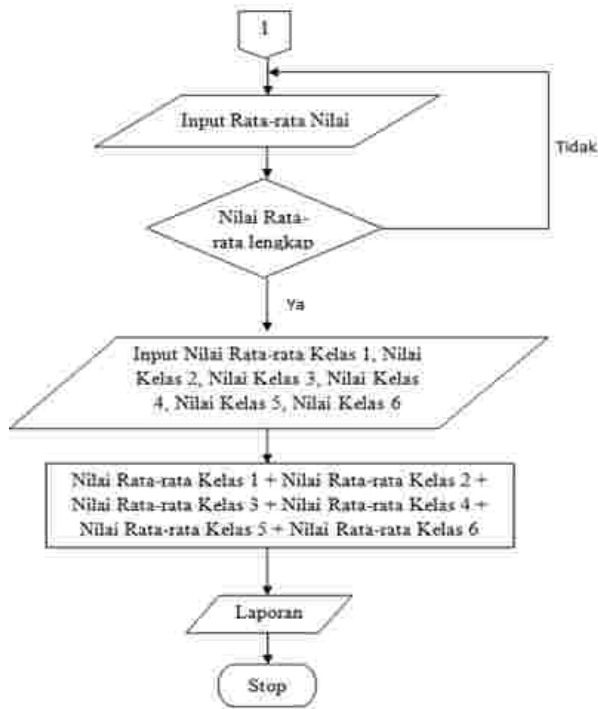 1
Input Rata-rata Nilai
Tidak
Nilai Rata-
rata lengkap
Ya
Input Nilai Rata-rata Kelas 1, Nilai
Kelas 2, Nilai Kelas 3, Nilai Kelas
4, Nilai Kelas 5, Nilai Kelas 6
Nilai Rata-rata Kelas 1 + Nilai Rata-rata Kelas 2 +
Nilai Rata-rata Kelas 3 + Nilai Rata-rata Kelas 4 +
Nilai Rata-rata Kelas 5 + Nilai Rata-rata Kelas 6
Laporan
Stop